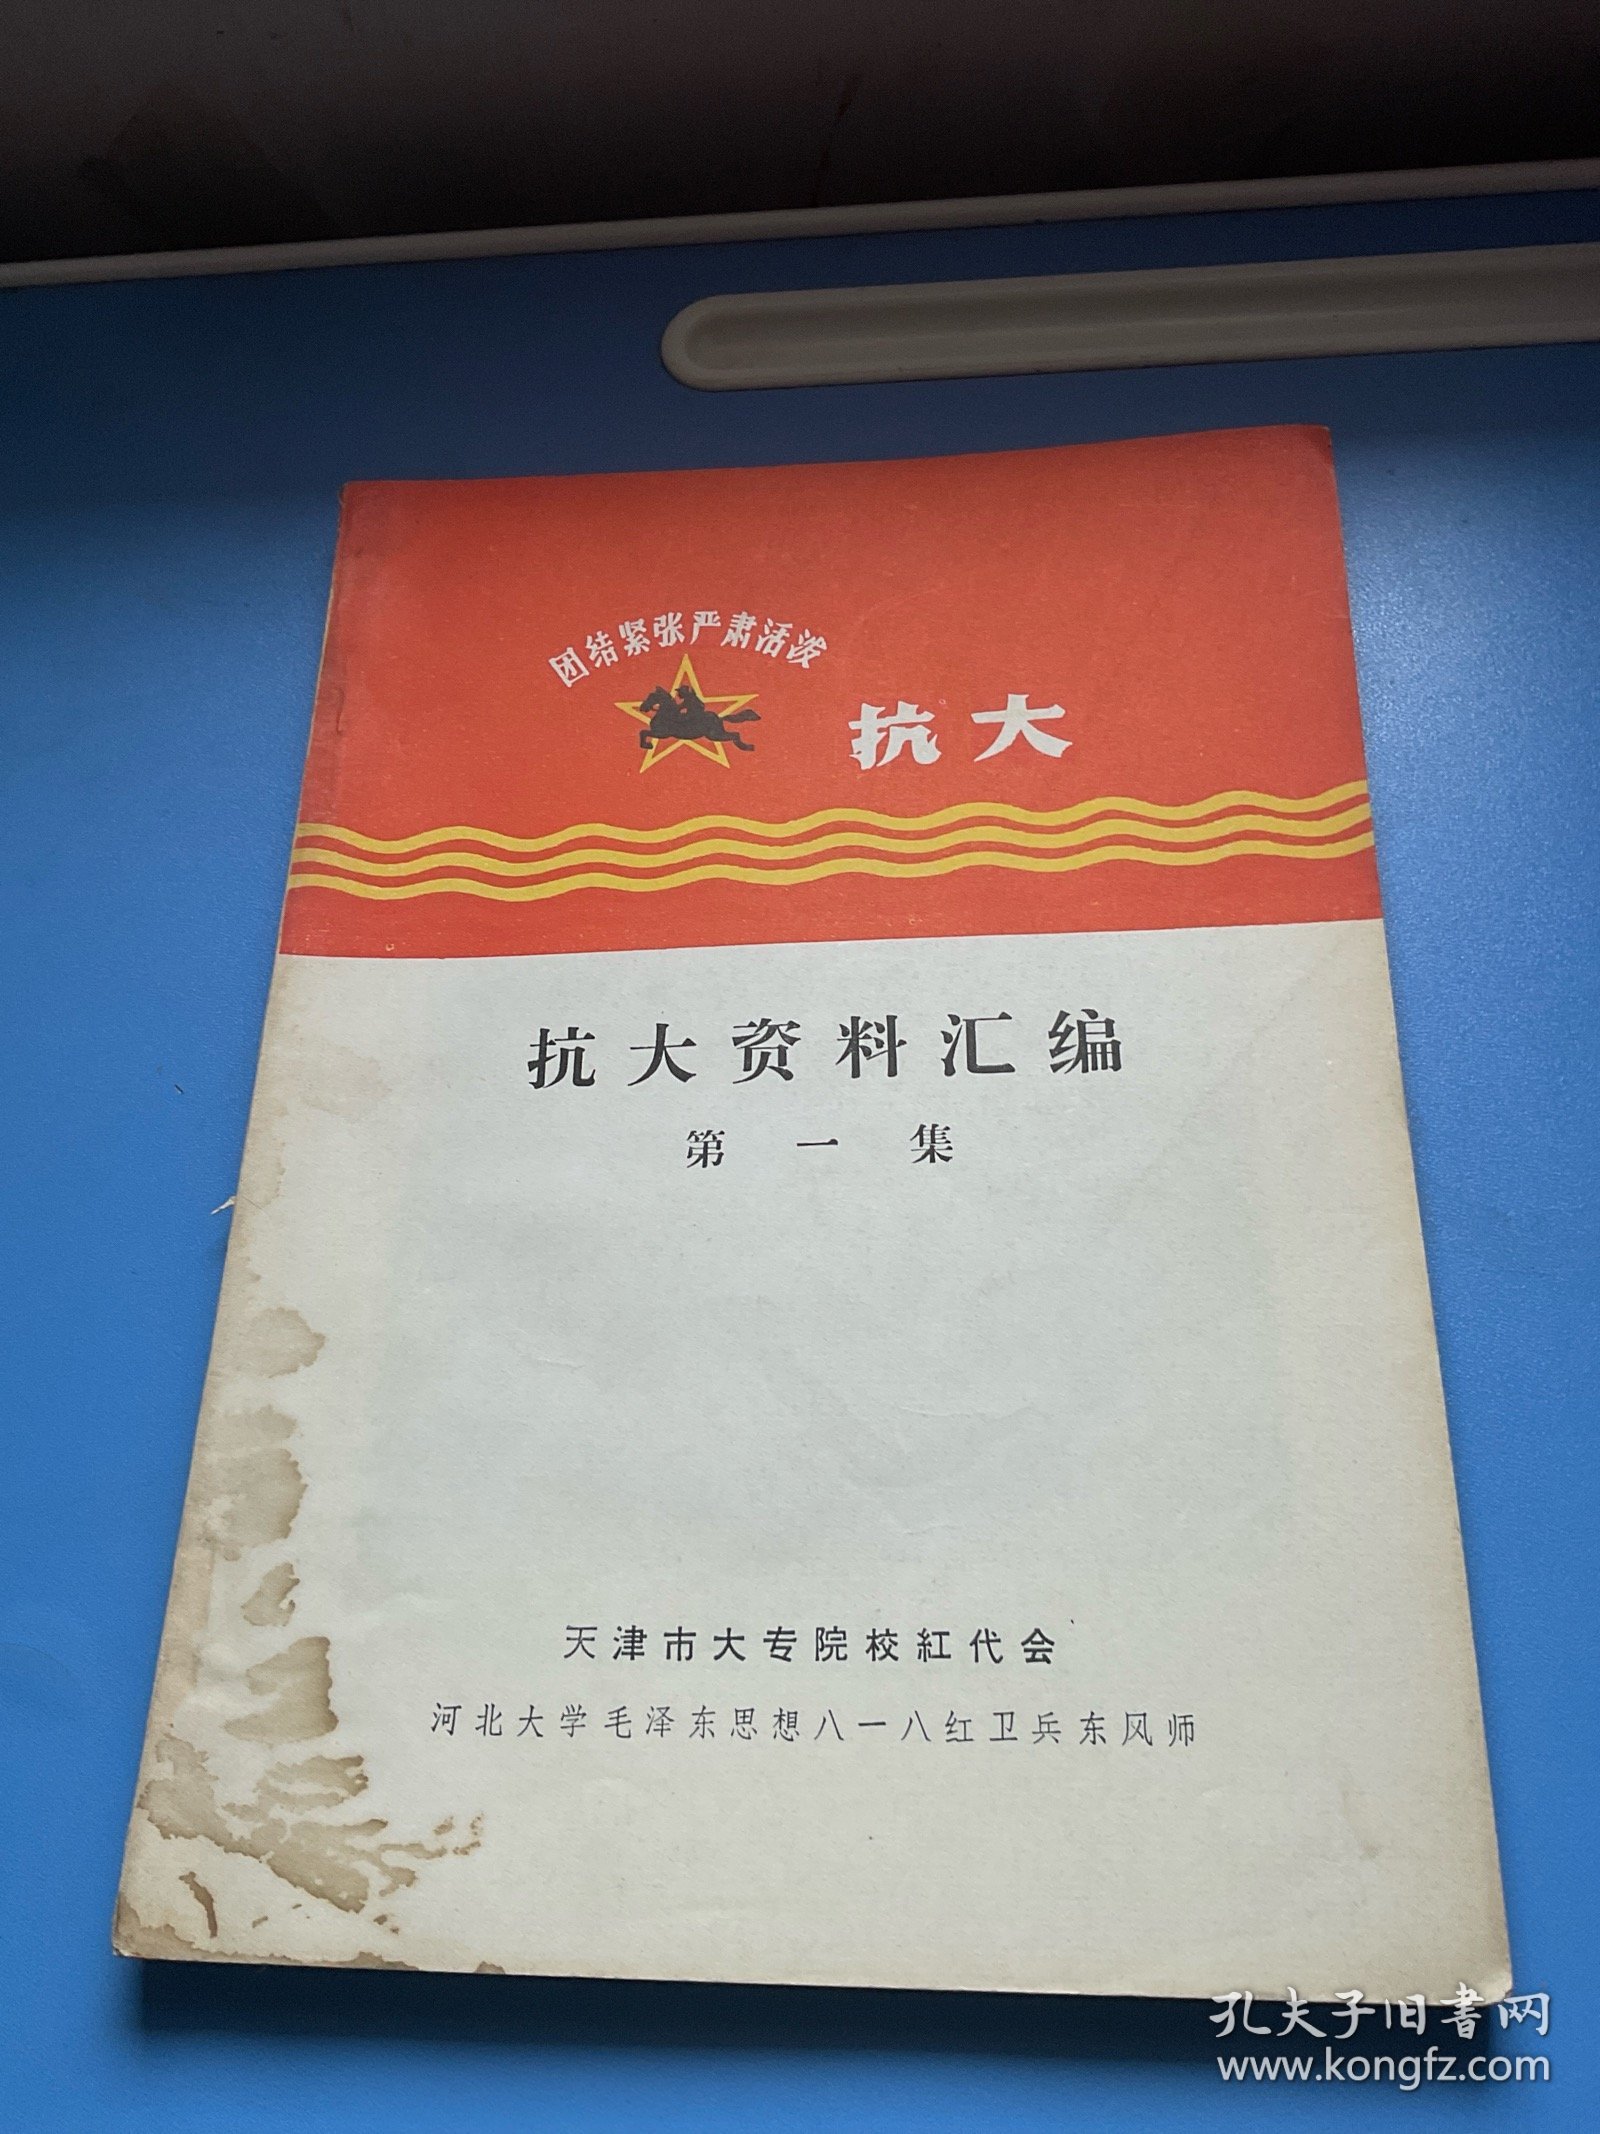 团结紧张严肃活泼
抗大
抗大资料汇编
第一集
天津市大专院校紅代会
河北大学毛泽东思想八一八红卫兵东风师
孔夫子旧書网
www.kongfz.com